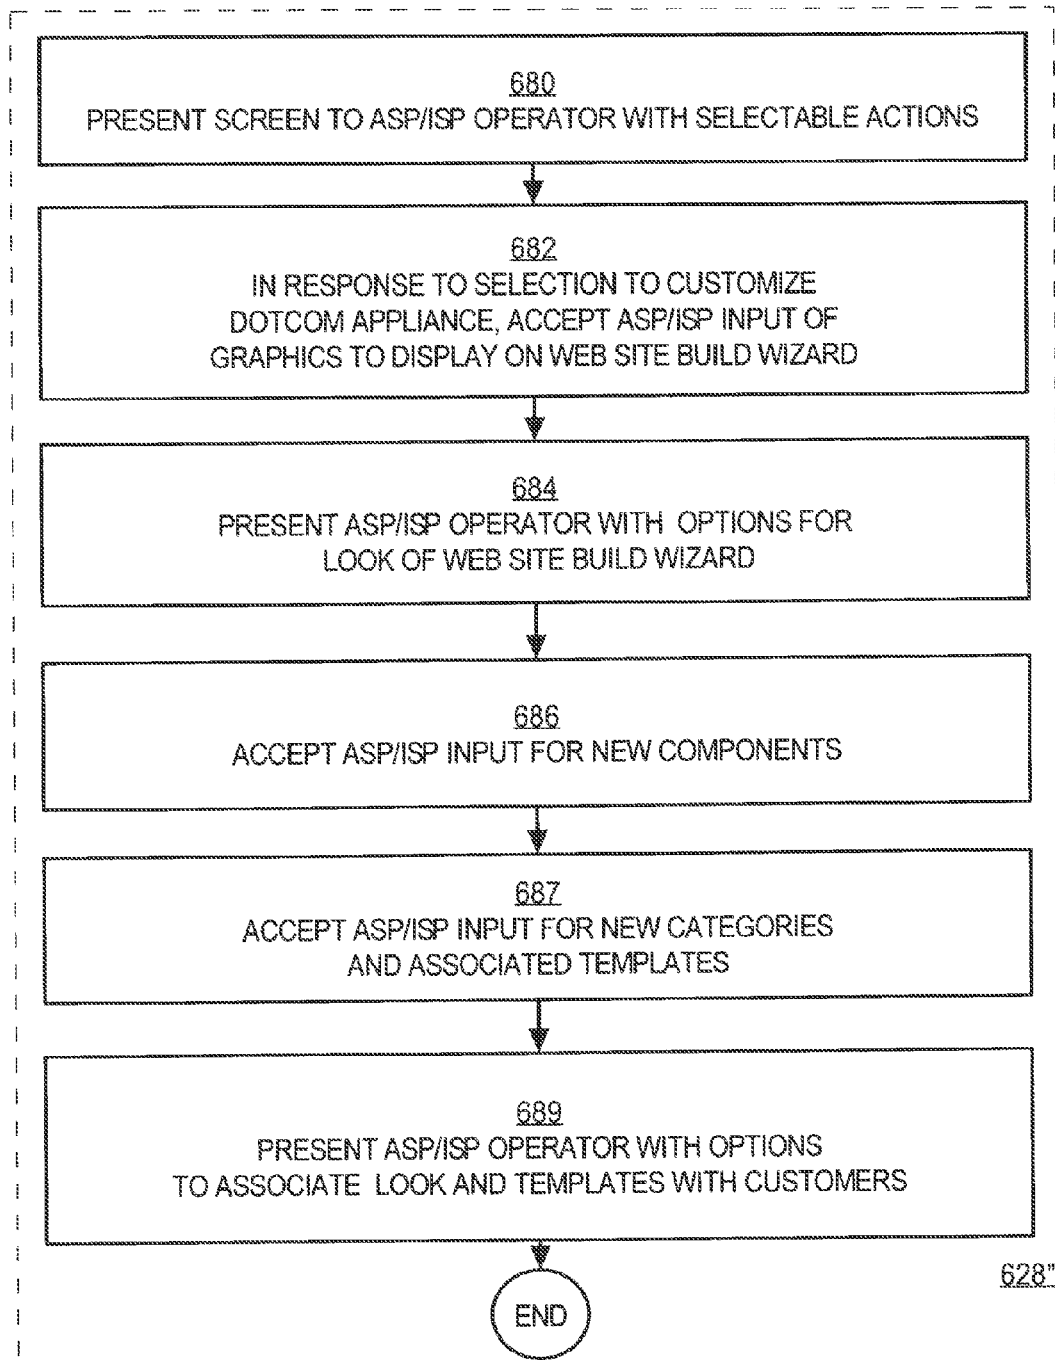 680
PRESENT SCREEN TO ASP/ISP OPERATOR WITH SELECTABLE ACTIONS
682
IN RESPONSE TO SELECTION TO CUSTOMIZE
DOTCOM APPLIANCE, ACCEPT ASP/ISP INPUT OF
GRAPHICS TO DISPLAY ON WEB SITE BUILD WIZARD
684
PRESENT ASP/ISP OPERATOR WITH OPTIONS FOR
LOOK OF WEB SITE BUILD WIZARD
686
ACCEPT ASP/ISP INPUT FOR NEW COMPONENTS
687
ACCEPT ASP/ISP INPUT FOR NEW CATEGORIES
AND ASSOCIATED TEMPLATES
689
PRESENT ASP/ISP OPERATOR WITH OPTIONS
TO ASSOCIATE LOOK AND TEMPLATES WITH CUSTOMERS
628"
END